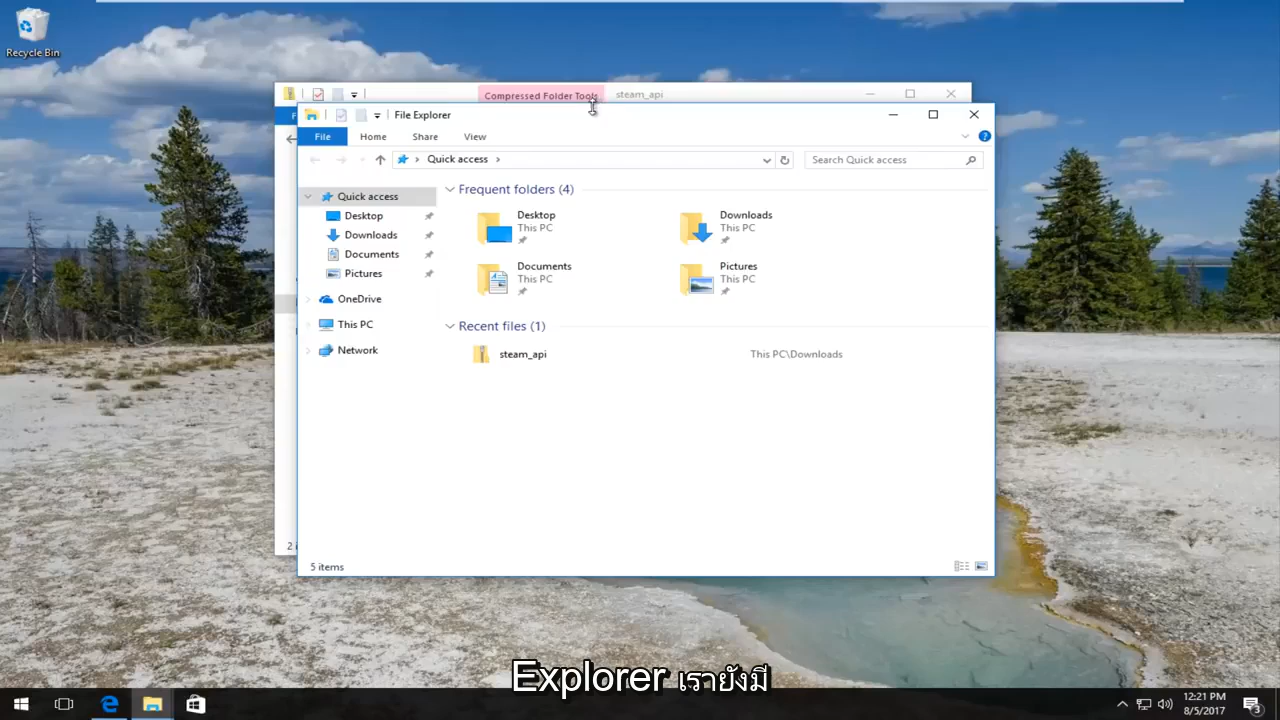 Recycle Bin
Compressed Folder Tools
steam_api
File Explorer
File
Home
Share
View
Quick access
Search Quick access
Quick access
Desktop
Downloads
Documents
Pictures
OneDrive
This PC
Network
Frequent folders (4)
Desktop
This PC
Downloads
This PC
Documents
This PC
Pictures
This PC
Recent files (1)
steam_api
This PC\Downloads
5 items
Explorer เรายังมี
12:21 PM
8/5/2017
3